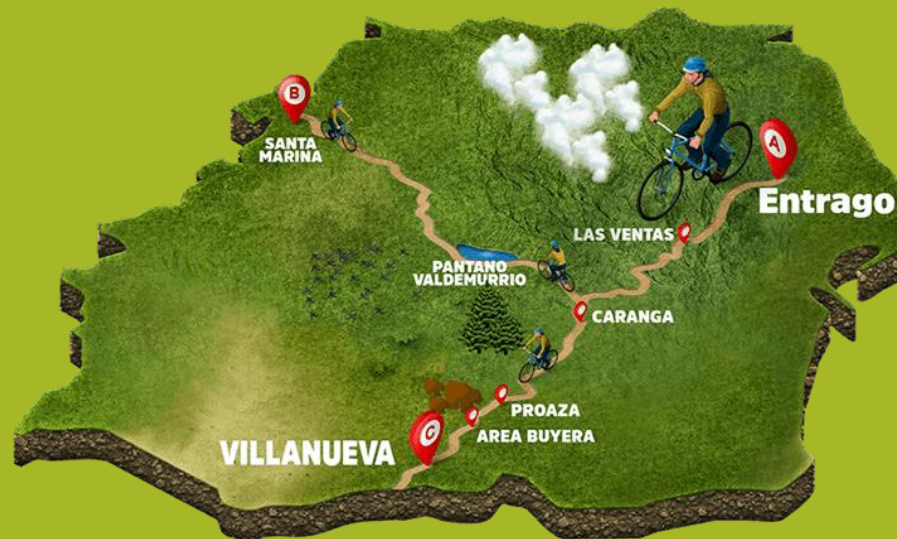 B
SANTA
MARINA
A
Entrago
LAS VENTAS
PANTANO
VALDEMURRIO
CARANGA
PROAZA
AREA BUYERA
C
VILLANUEVA